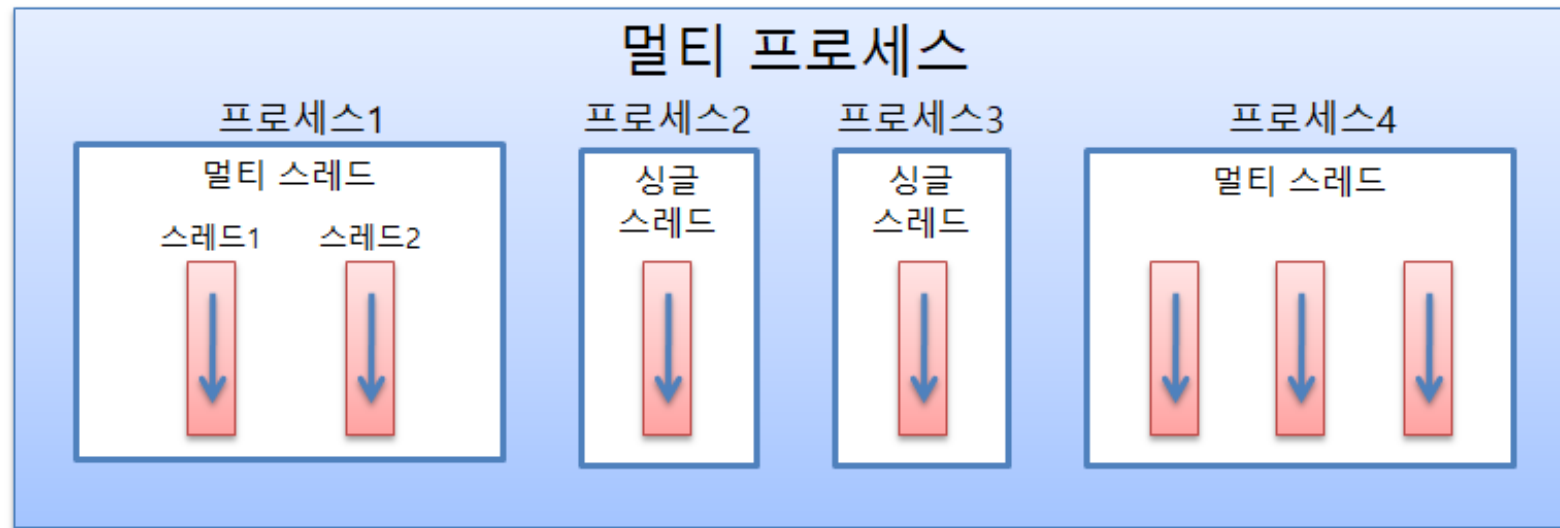 멀티 프로세스
프로세스1
멀티 스레드
스레드1
스레드2
프로세스2
싱글
스레드
프로세스3
싱글
스레드
프로세스4
멀티 스레드